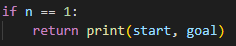 if n == 1:
    return print(start, goal)